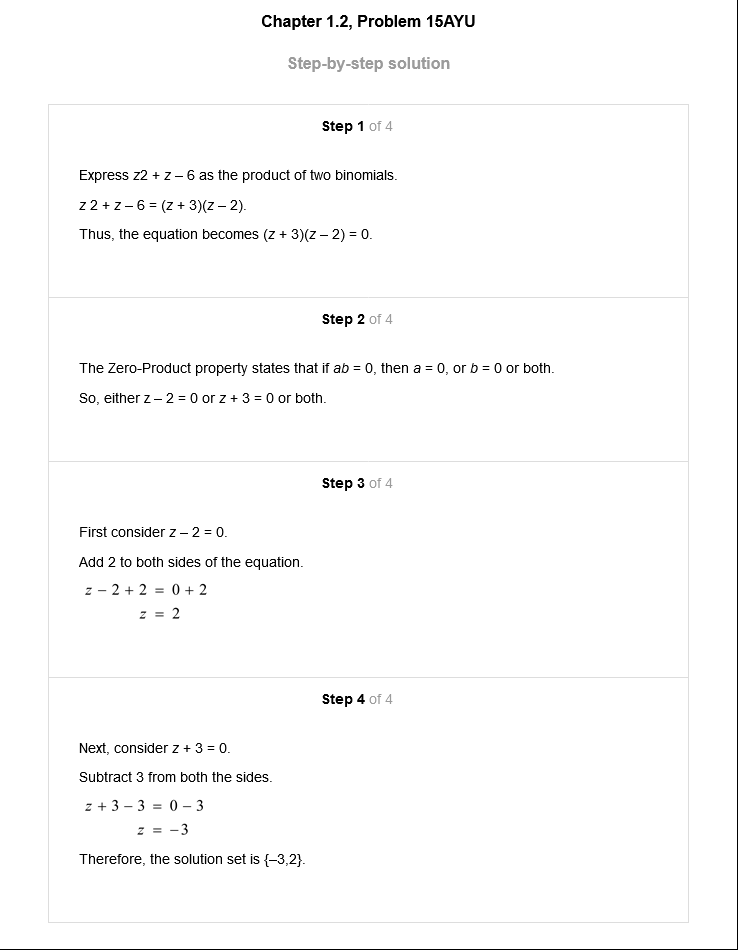 Chapter 1.2, Problem 15AYU
Step-by-step solution
Step 1 of 4
Express z2 + z – 6 as the product of two binomials.
z 2 + z – 6 = (z + 3)(z – 2).
Thus, the equation becomes (z + 3)(z – 2) = 0.
Step 2 of 4
The Zero-Product property states that if ab = 0, then a = 0, or b = 0 or both.
So, either z – 2 = 0 or z + 3 = 0 or both.
Step 3 of 4
First consider z – 2 = 0.
Add 2 to both sides of the equation.
z − 2 + 2 = 0 + 2
z = 2
Step 4 of 4
Next, consider z + 3 = 0.
Subtract 3 from both the sides.
z + 3 − 3 = 0 − 3
z = −3
Therefore, the solution set is {–3,2}.